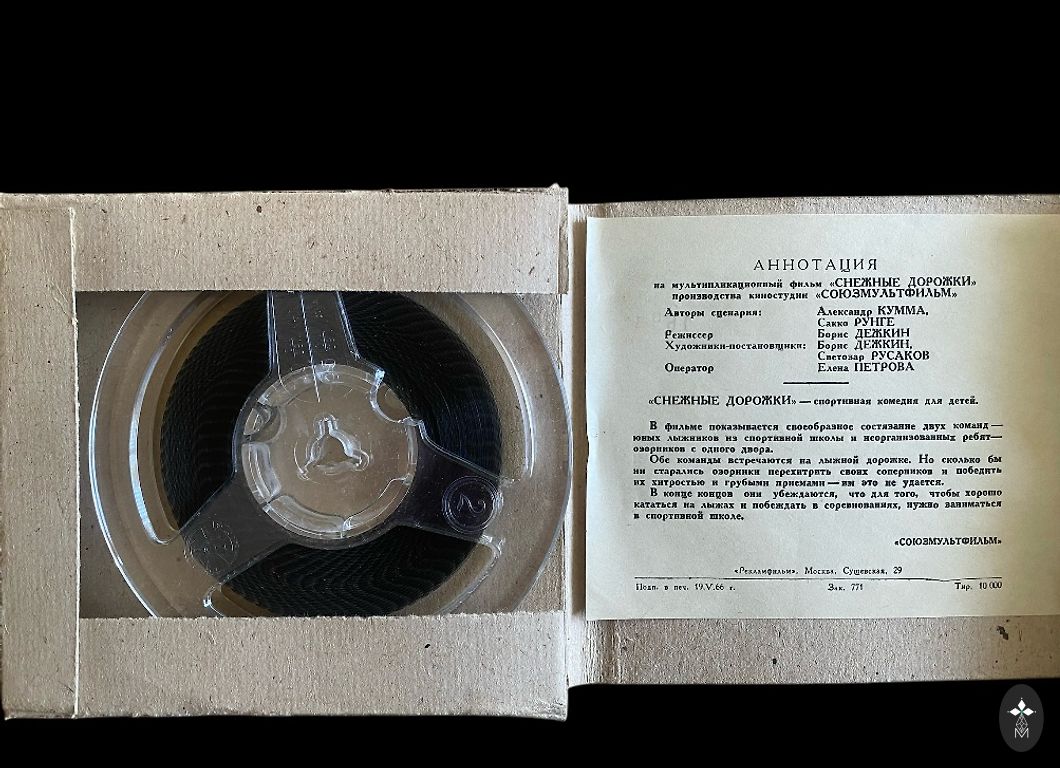 2
АННОТАЦИЯ
на мультипликационный фильм «СНЕЖНЫЕ ДОРОЖКИ»
производства киностудии «СОЮЗМУЛЬТФИЛЬМ»
Авторы сценария: Александр КУММА,
Сакко РУНГЕ
Режиссер Борис ДЕЖКИН
Художники-постановщики: Борис ДЕЖКИН,
Светозар РУСАКОВ
Оператор Елена ПЕТРОВА
«СНЕЖНЫЕ ДОРОЖКИ» — спортивная комедия для детей.
В фильме показывается своеобразное состязание двух команд —
юных лыжников из спортивной школы и неорганизованных ребят—
озорников с одного двора.
Обе команды встречаются на лыжной дорожке. Но сколько бы
ни старались озорники перехитрить своих соперников и победить
их хитростью и грубыми приемами — им это не удается.
В конце концов они убеждаются, что для того, чтобы хорошо
кататься на лыжах и побеждать в соревнованиях, нужно заниматься
в спортивной школе.
«СОЮЗМУЛЬТФИЛЬМ»
«Рекламфильм», Москва, Сущевская, 29
Подп. в печ. 19.V.66 г. Зак. 771 Тир. 10 000
М